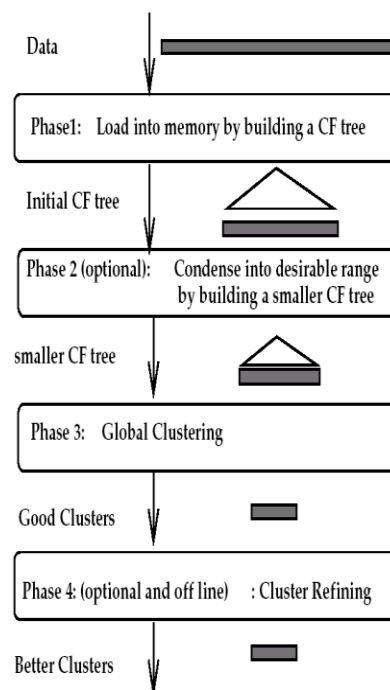 Data
Phase1: Load into memory by building a CF tree
Initial CF tree
Phase 2 (optional): Condense into desirable range
by building a smaller CF tree
smaller CF tree
Phase 3: Global Clustering
Good Clusters
Phase 4: (optional and off line) : Cluster Refining
Better Clusters